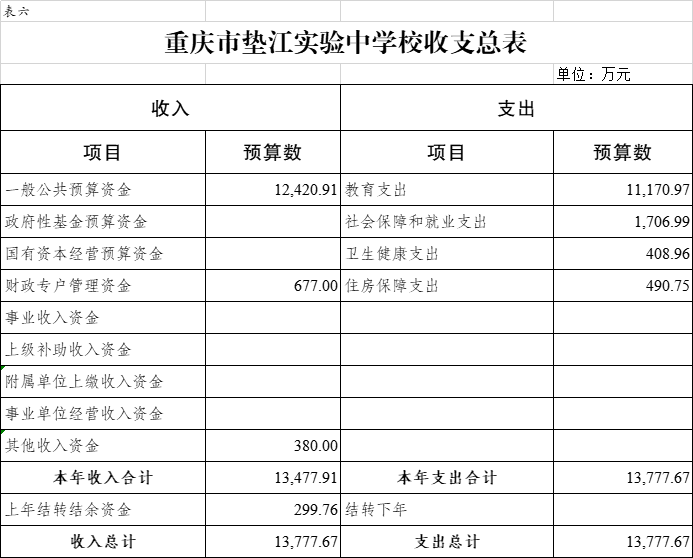 表六
重庆市垫江实验中学校收支总表
单位：万元
收入 支出
项目 预算数 项目 预算数
一般公共预算资金 12,420.91 教育支出 11,170.97
政府性基金预算资金 社会保障和就业支出 1,706.99
国有资本经营预算资金 卫生健康支出 408.96
财政专户管理资金 677.00 住房保障支出 490.75
事业收入资金
上级补助收入资金
附属单位上缴收入资金
事业单位经营收入资金
其他收入资金 380.00
本年收入合计 13,477.91 本年支出合计 13,777.67
上年结转结余资金 299.76 结转下年
收入总计 13,777.67 支出总计 13,777.67